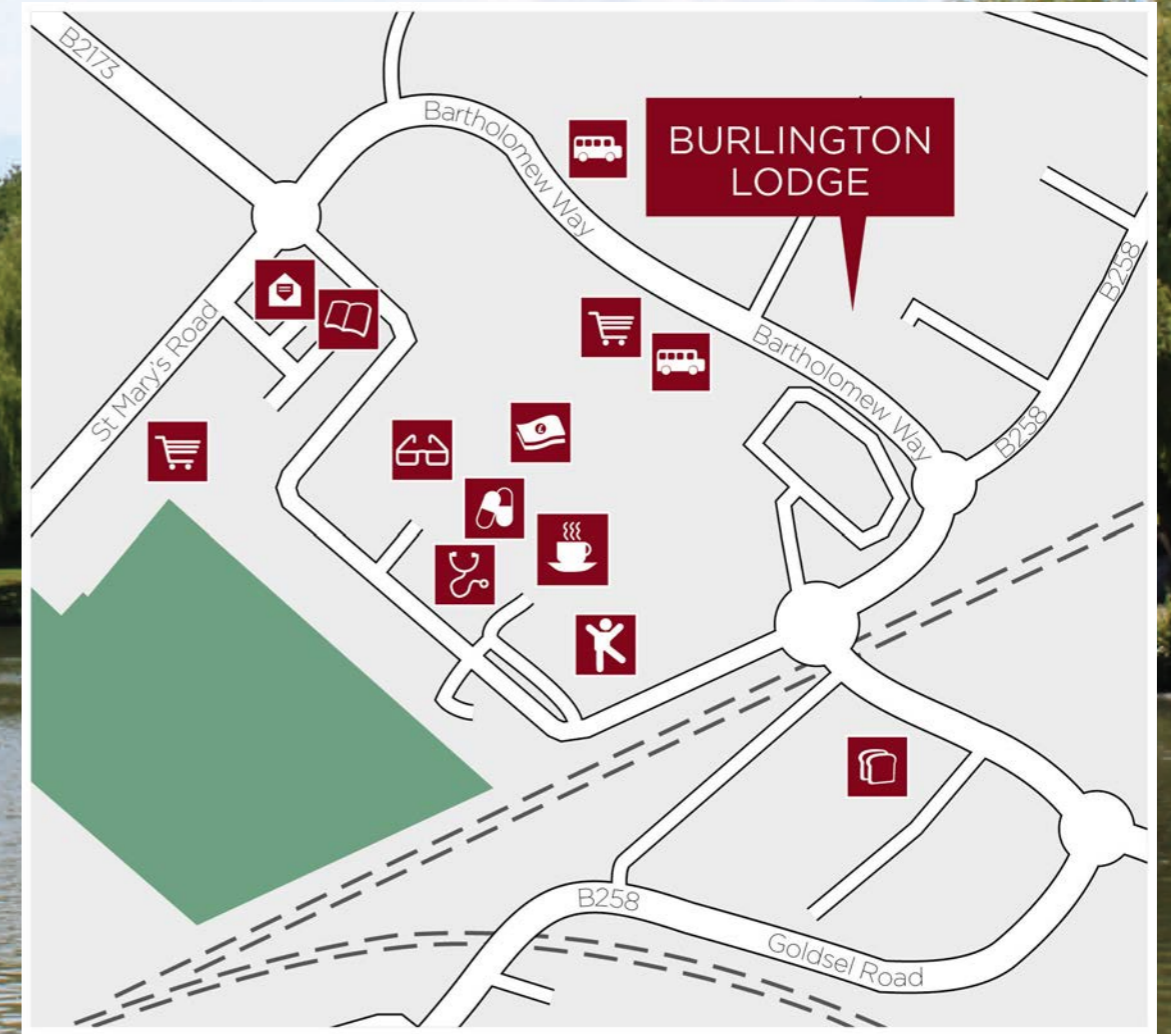 B2173
Bartholomew Way
BURLINGTON
LODGE
B258
St Mary's Road
Bartholomew Way
B258
£
B258
Goldsel Road